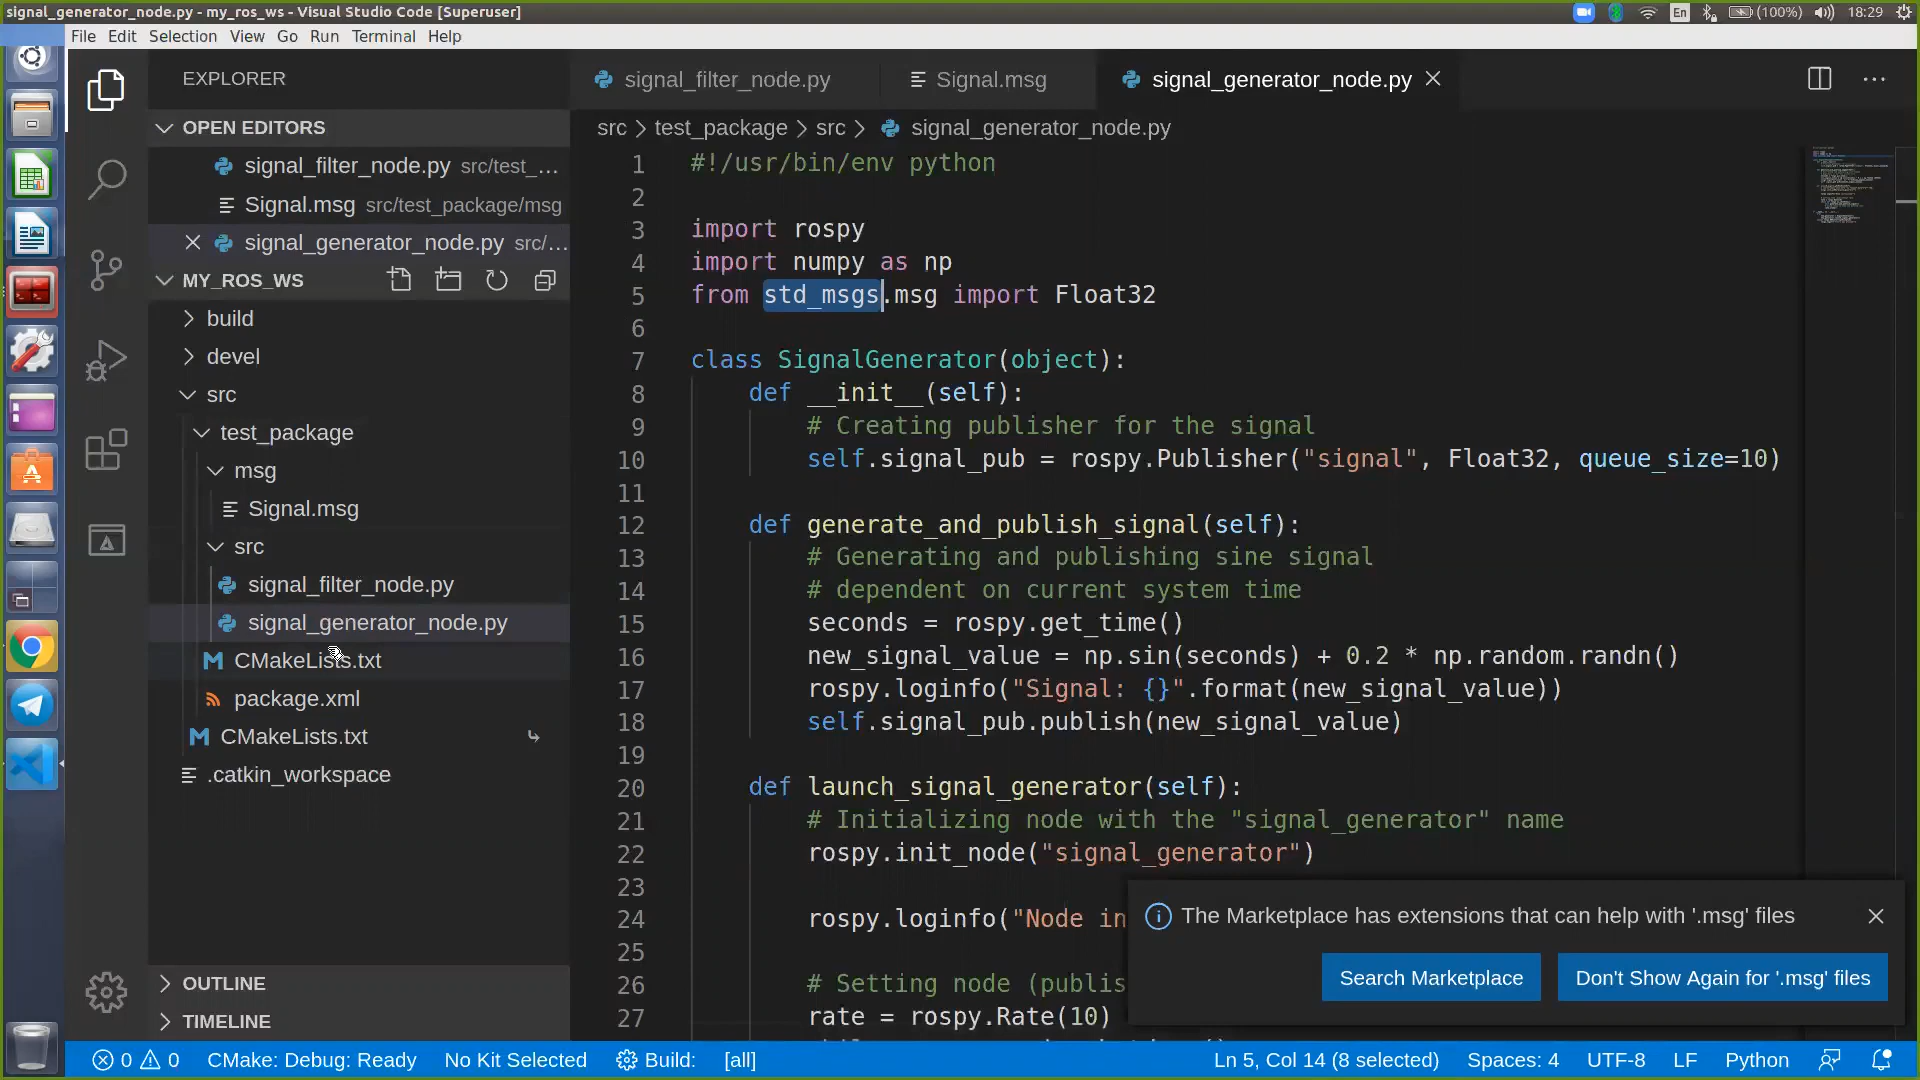 signal_generator_node.py - my_ros_ws - Visual Studio Code [Superuser]
En
(100%)
18:29
File Edit Selection View Go Run Terminal Help
EXPLORER
OPEN EDITORS
signal_filter_node.py src/test_...
Signal.msg src/test_package/msg
signal_generator_node.py src/...
MY_ROS_WS
build
devel
src
test_package
msg
Signal.msg
src
signal_filter_node.py
signal_generator_node.py
CMakeLists.txt
package.xml
CMakeLists.txt
.catkin_workspace
OUTLINE
TIMELINE
signal_filter_node.py Signal.msg signal_generator_node.py
src > test_package > src > signal_generator_node.py
1 #!/usr/bin/env python
2
3 import rospy
4 import numpy as np
5 from std_msgs.msg import Float32
6
7 class SignalGenerator(object):
8 def __init__(self):
9 # Creating publisher for the signal
10 self.signal_pub = rospy.Publisher("signal", Float32, queue_size=10)
11
12 def generate_and_publish_signal(self):
13 # Generating and publishing sine signal
14 # dependent on current system time
15 seconds = rospy.get_time()
16 new_signal_value = np.sin(seconds) + 0.2 * np.random.randn()
17 rospy.loginfo("Signal: {}".format(new_signal_value))
18 self.signal_pub.publish(new_signal_value)
19
20 def launch_signal_generator(self):
21 # Initializing node with the "signal_generator" name
22 rospy.init_node("signal_generator")
23
24 rospy.loginfo("Node in
25
26 # Setting node (publis
27 rate = rospy.Rate(10)
The Marketplace has extensions that can help with '.msg' files
Search Marketplace
Don't Show Again for '.msg' files
0 0 CMake: Debug: Ready No Kit Selected Build: [all] Ln 5, Col 14 (8 selected) Spaces: 4 UTF-8 LF Python